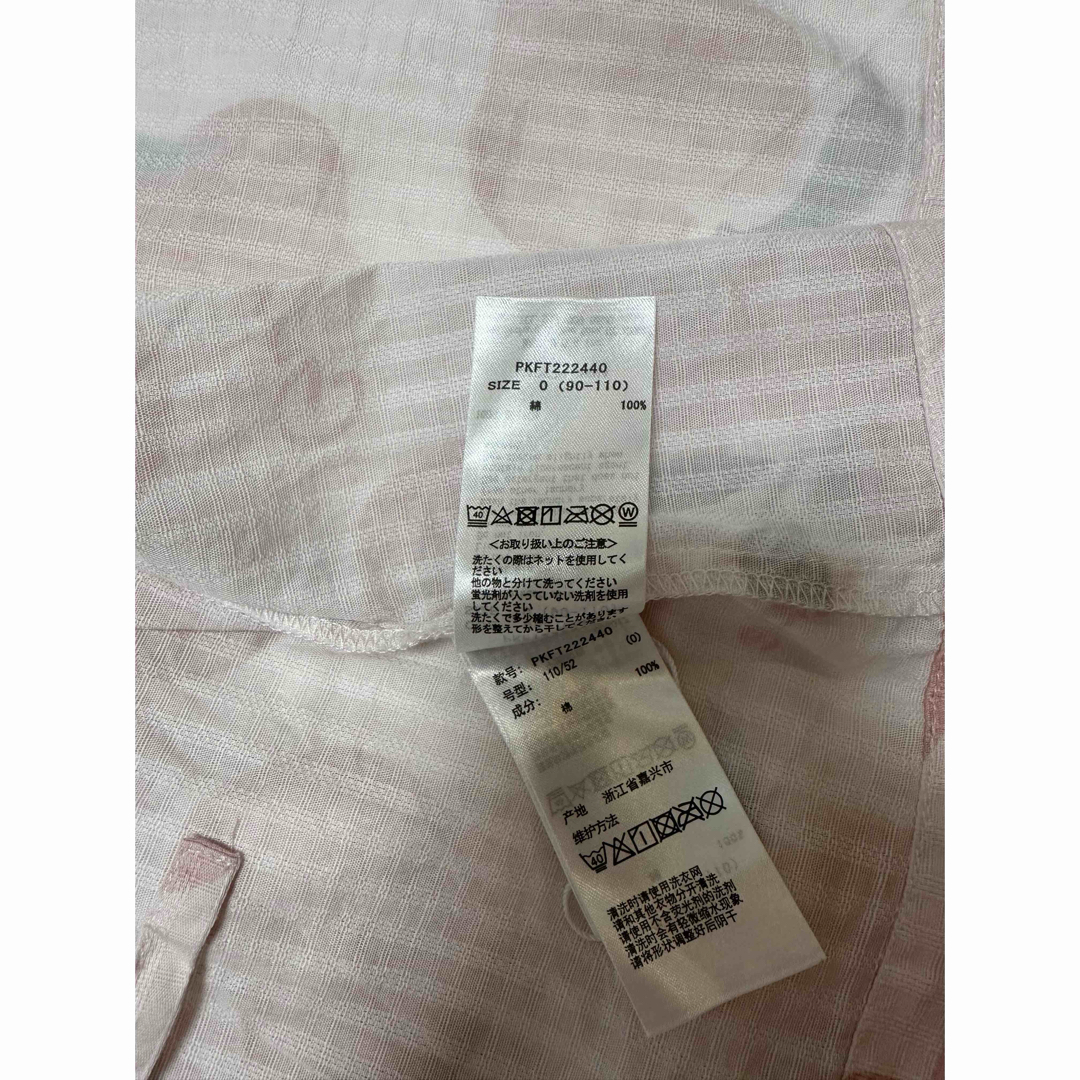 PKFT222440
SIZE 0 (90-110)
綿 100%
40 1 W
<お取り扱い上のご注意>
洗たくの際はネットを使用してく
ださい
他の物と分けて洗ってください
蛍光剤が入っていない洗剤を使用
してください
洗たくで多少縮むことがあります
形を整えてから干してください
款号: PKFT222440 (0)
号型: 110/52
成分: 棉 100%
产地 浙江省嘉兴市
维护方法
40 1
清洗时请使用洗衣网
请和其他衣物分开清洗
请使用不含荧光剂的洗剂
清洗时会有轻微缩水现象
请将形状调整好后阴干